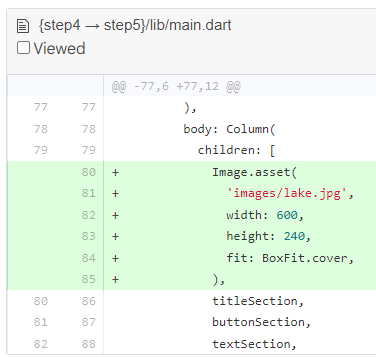 {step4 → step5}/lib/main.dart
Viewed
@@ -77,6 +77,12 @@
77 77 ),
78 78 body: Column(
79 79 children: [
80 + Image.asset(
81 + 'images/lake.jpg',
82 + width: 600,
83 + height: 240,
84 + fit: BoxFit.cover,
85 + ),
80 86 titleSection,
81 87 buttonSection,
82 88 textSection,